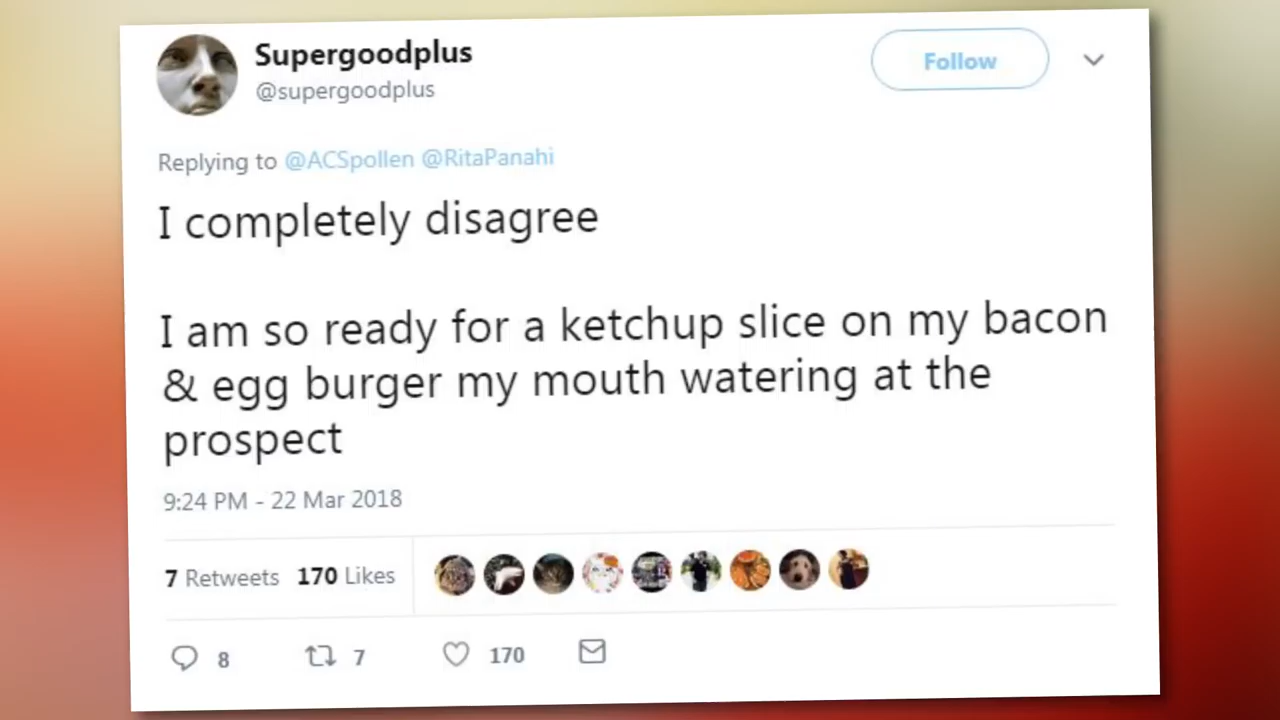 Supergoodplus
@supergoodplus
Follow
Replying to @ACSpollen @RitaPanahi
I completely disagree
I am so ready for a ketchup slice on my bacon
& egg burger my mouth watering at the
prospect
9:24 PM - 22 Mar 2018
7 Retweets 170 Likes
8 7 170